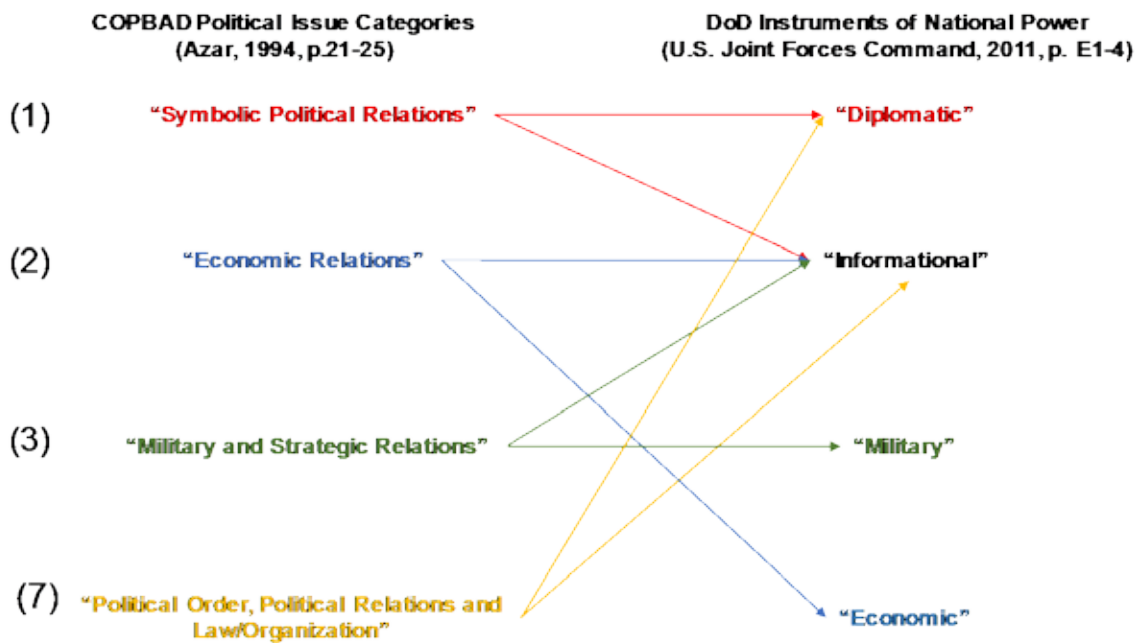 COPBAD Political Issue Categories
(Azar, 1994, p.21-25)
DoD Instruments of National Power
(U.S. Joint Forces Command, 2011, p. E1-4)
(1) “Symbolic Political Relations” “Diplomatic”
(2) “Economic Relations” “Informational”
(3) “Military and Strategic Relations” “Military”
(7) “Political Order, Political Relations and
Law/Organization”
“Economic”